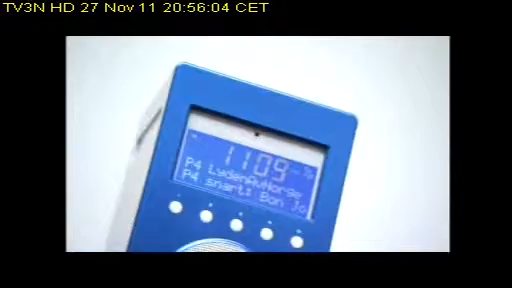 TV3N HD 27 Nov 11 20:56:04 CET
11:09
P4 LydenAvNorge
P4 snart: Bon Jo